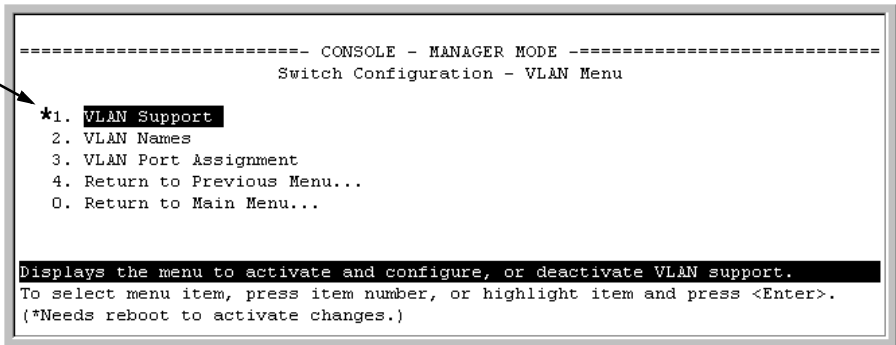 ===========================- CONSOLE - MANAGER MODE -============================
Switch Configuration - VLAN Menu
*1. VLAN Support
2. VLAN Names
3. VLAN Port Assignment
4. Return to Previous Menu...
0. Return to Main Menu...
Displays the menu to activate and configure, or deactivate VLAN support.
To select menu item, press item number, or highlight item and press <Enter>.
(*Needs reboot to activate changes.)